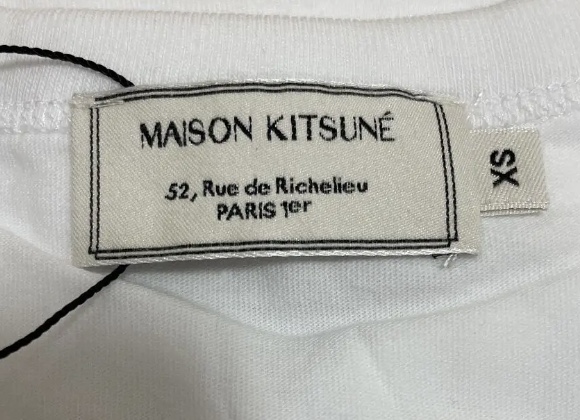 MAISON KITSUNÉ
52, Rue de Richelieu
PARIS 1er
XS